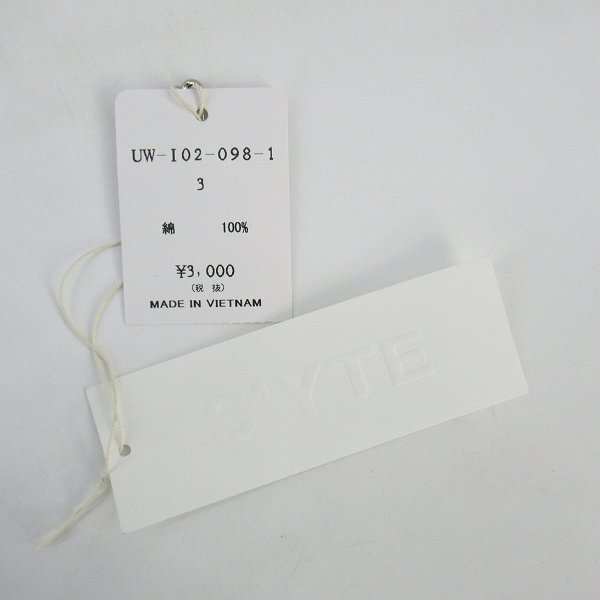 UW-I02-098-1
3
綿 100%
¥3,000
(税 抜)
MADE IN VIETNAM
S'YTE